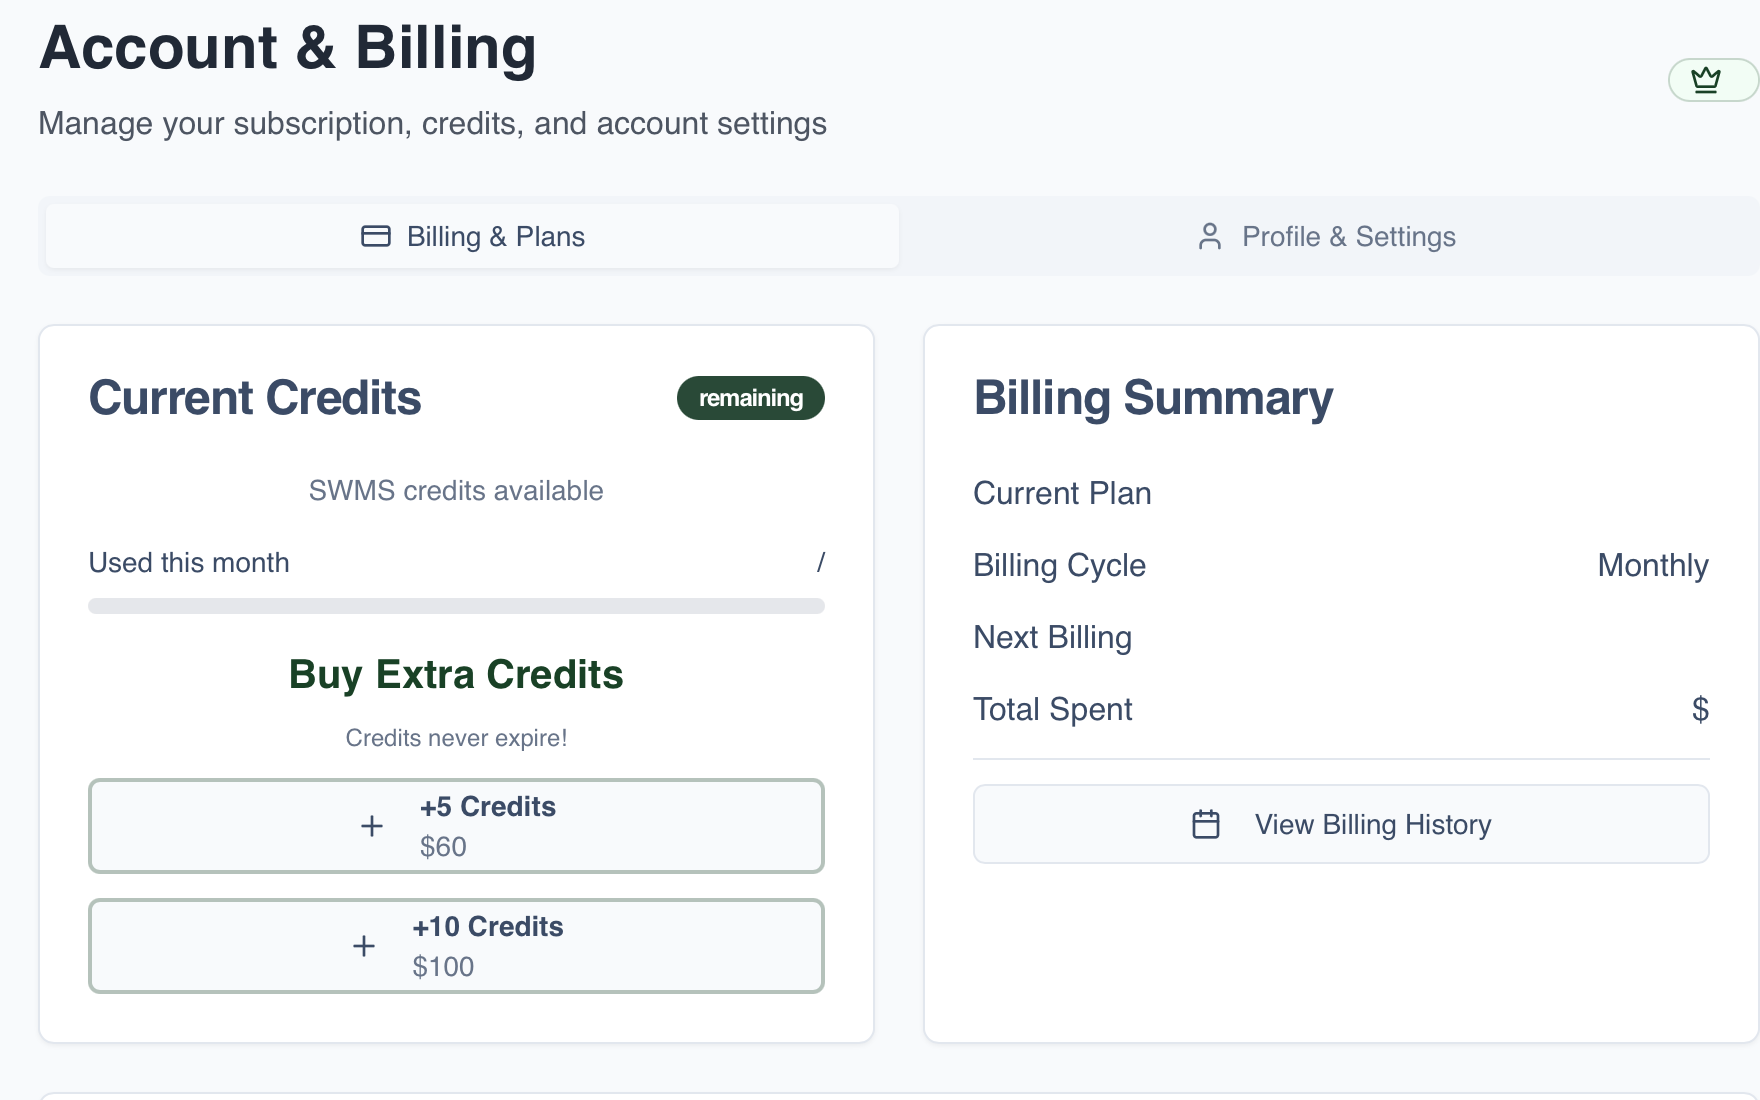 Account & Billing
Manage your subscription, credits, and account settings
Billing & Plans
Profile & Settings
Current Credits
remaining
SWMS credits available
Used this month
/
Buy Extra Credits
Credits never expire!
+5 Credits
$60
+10 Credits
$100
Billing Summary
Current Plan
Billing Cycle
Monthly
Next Billing
Total Spent
$
View Billing History